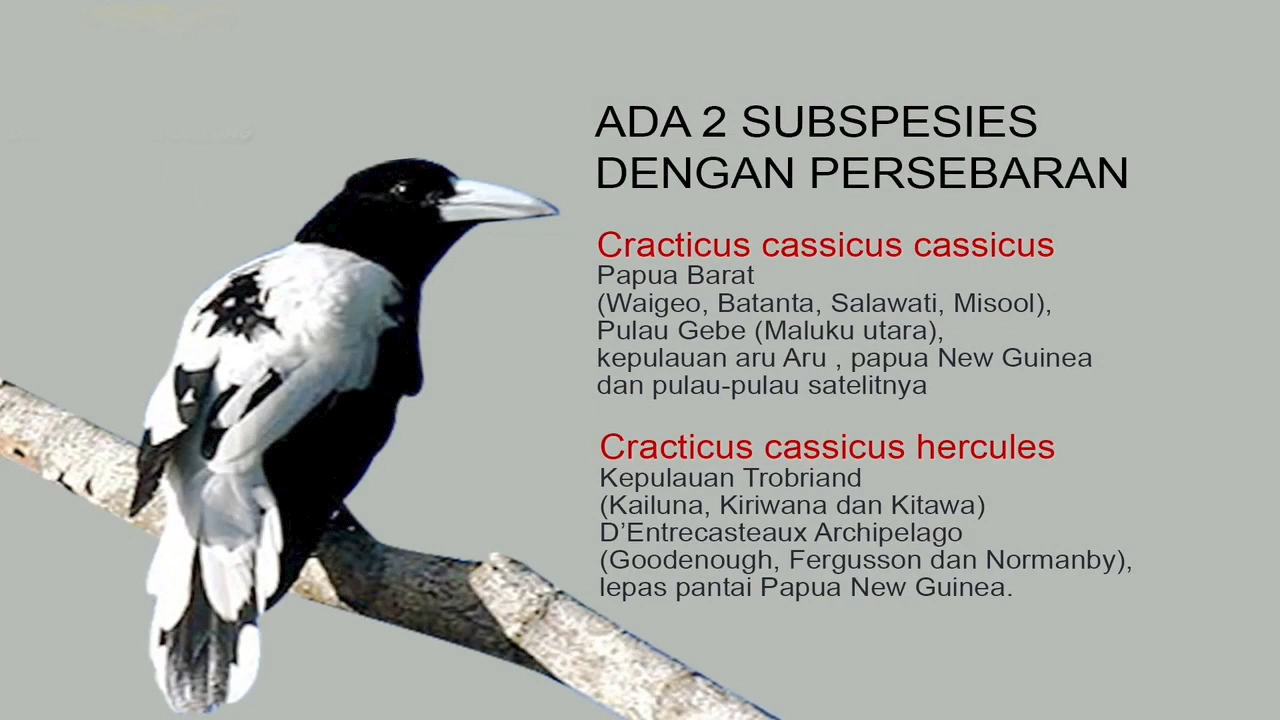 ADA 2 SUBSPESIES
DENGAN PERSEBARAN
Cracticus cassicus cassicus
Papua Barat
(Waigeo, Batanta, Salawati, Misool),
Pulau Gebe (Maluku utara),
kepulauan aru Aru , papua New Guinea
dan pulau-pulau satelitnya
Cracticus cassicus hercules
Kepulauan Trobriand
(Kailuna, Kiriwana dan Kitawa)
D’Entrecasteaux Archipelago
(Goodenough, Fergusson dan Normanby),
lepas pantai Papua New Guinea.